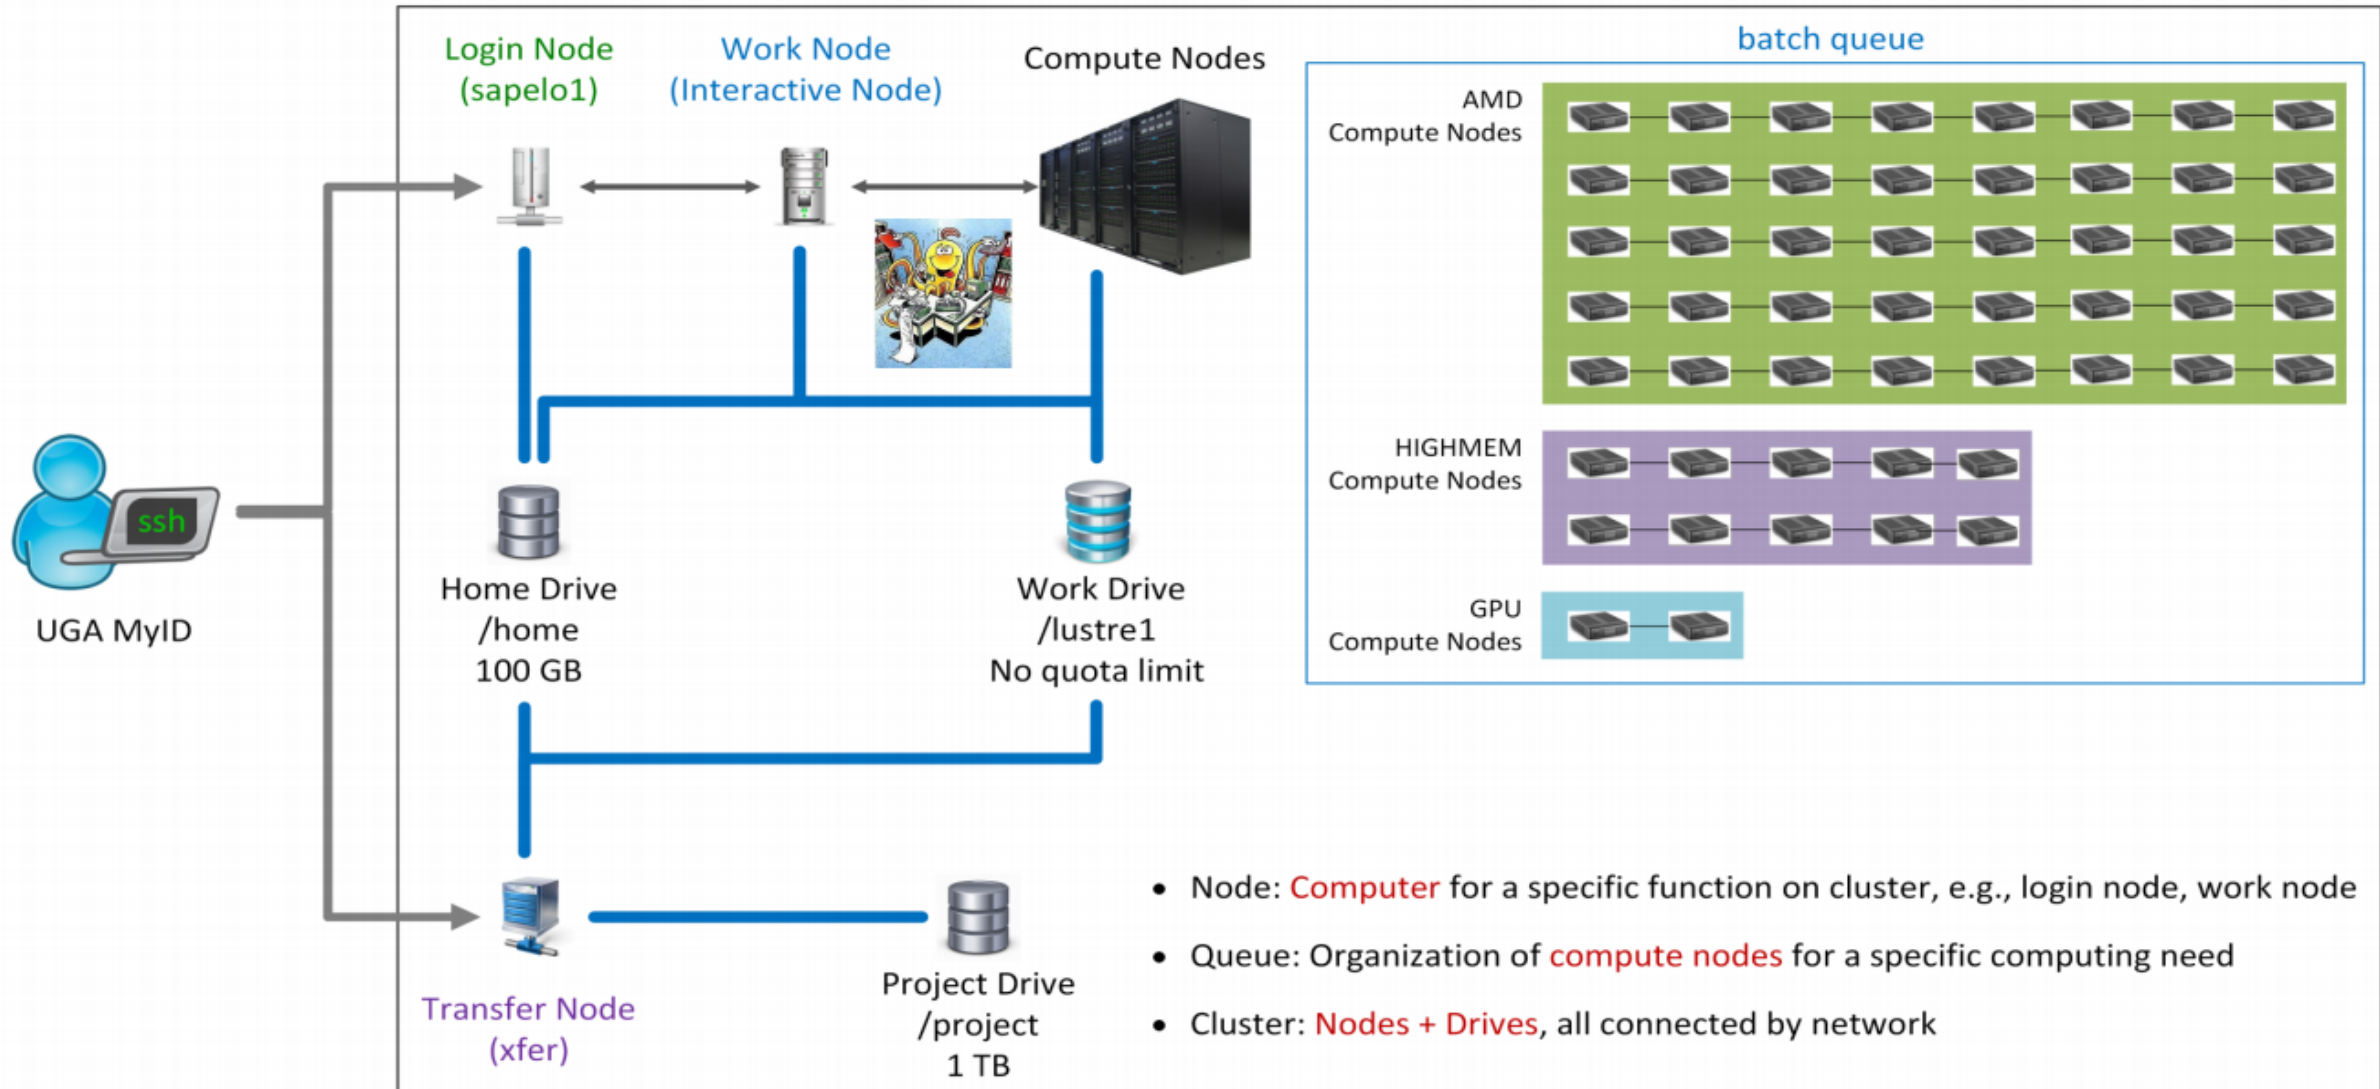 Login Node
(sapelo1)
Work Node
(Interactive Node)
Compute Nodes
batch queue
AMD
Compute Nodes
HIGHMEM
Compute Nodes
GPU
Compute Nodes
ssh
UGA MyID
Home Drive
/home
100 GB
Work Drive
/lustre1
No quota limit
Transfer Node
(xfer)
Project Drive
/project
1 TB
• Node: Computer for a specific function on cluster, e.g., login node, work node
• Queue: Organization of compute nodes for a specific computing need
• Cluster: Nodes + Drives, all connected by network